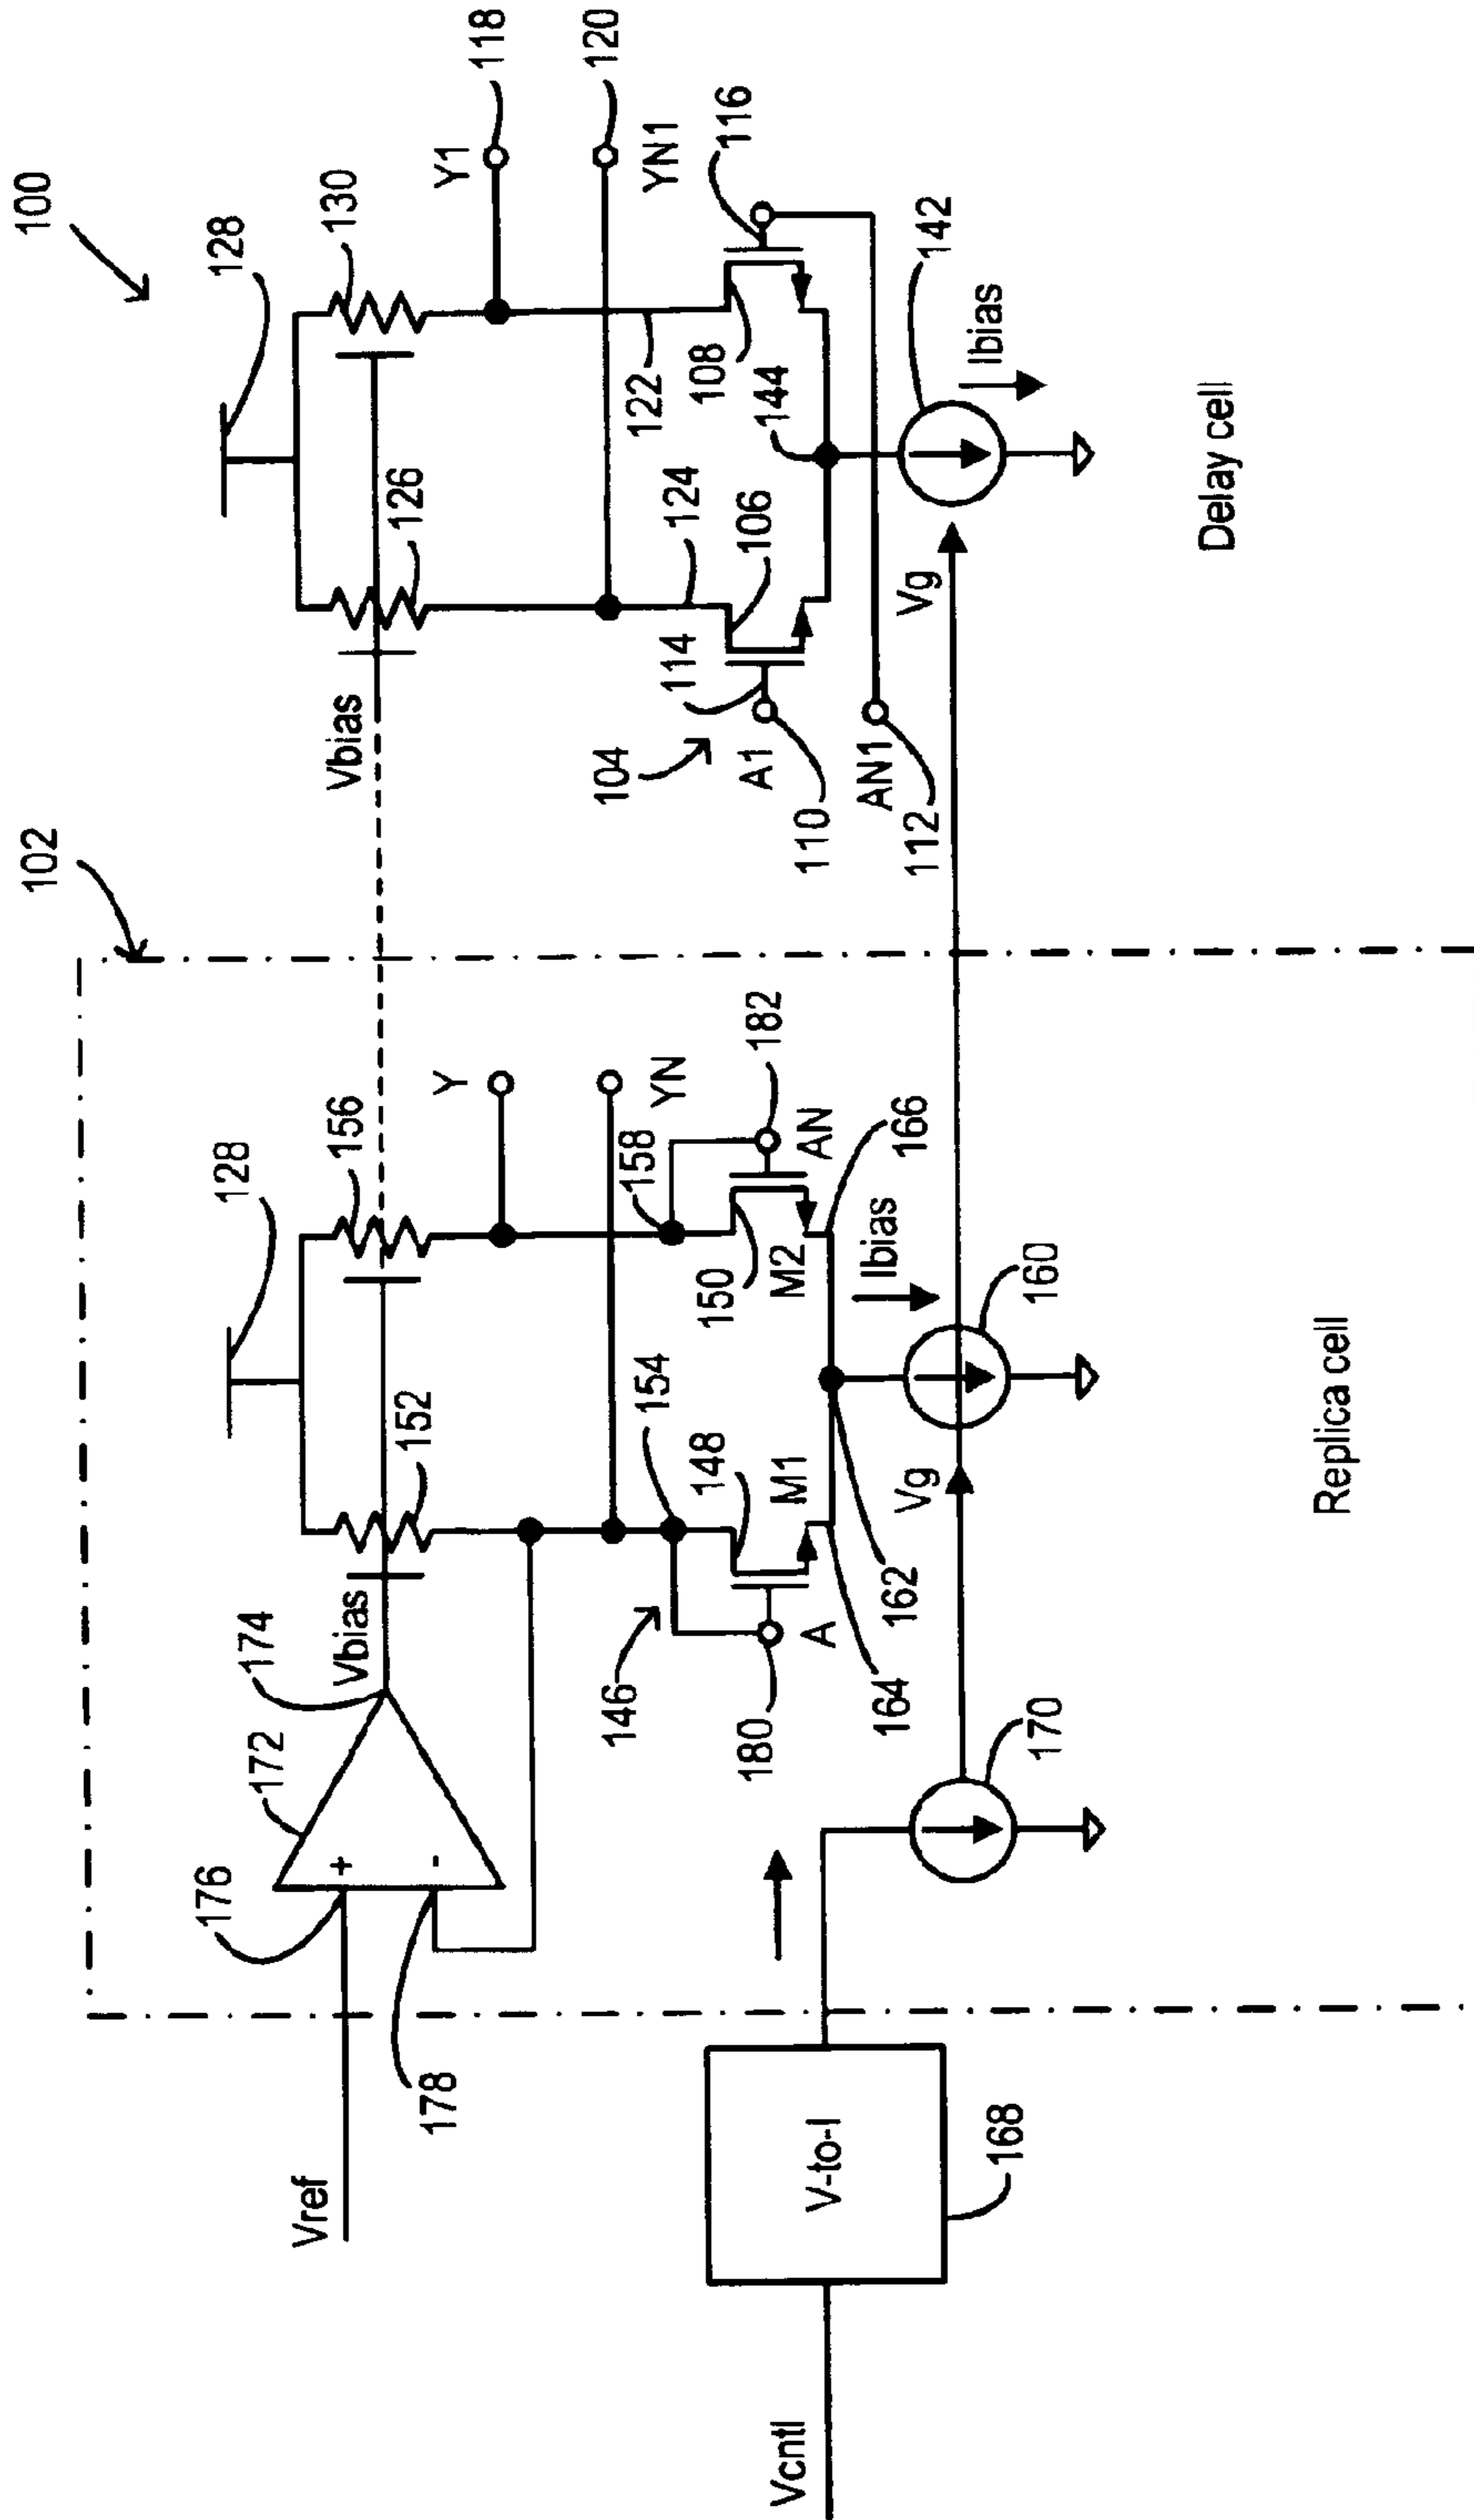 100
102
128
130
Y1
118
120
YN1
116
126
Vbias
122
124
108
144
106
114
104
A1
110
AN1
112
Vg
142
Ibias
Delay cell
128
156
Y
YN
158
182
152
154
148
150
M2
AN
M1
166
Ibias
160
Vg
162
164
146
A
180
170
174
Vbias
172
176
+
-
178
Vref
V-to-I
168
Vcntl
Replica cell